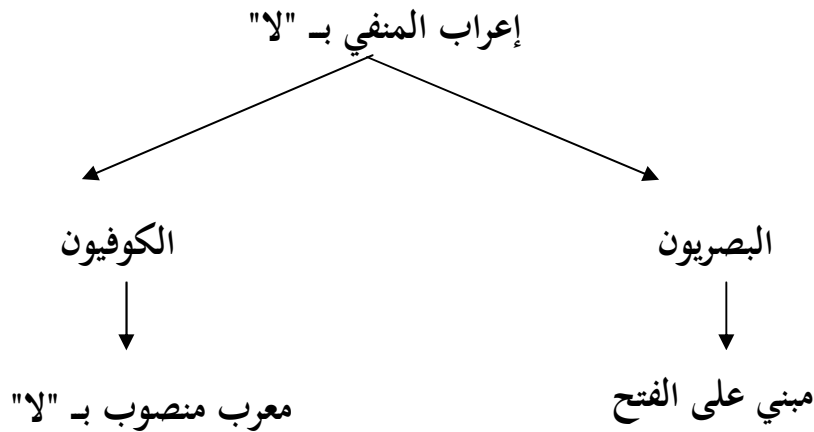 إعراب المنفي بـ "لا"
البصريون
الكوفيون
مبني على الفتح
معرب منصوب بـ "لا"